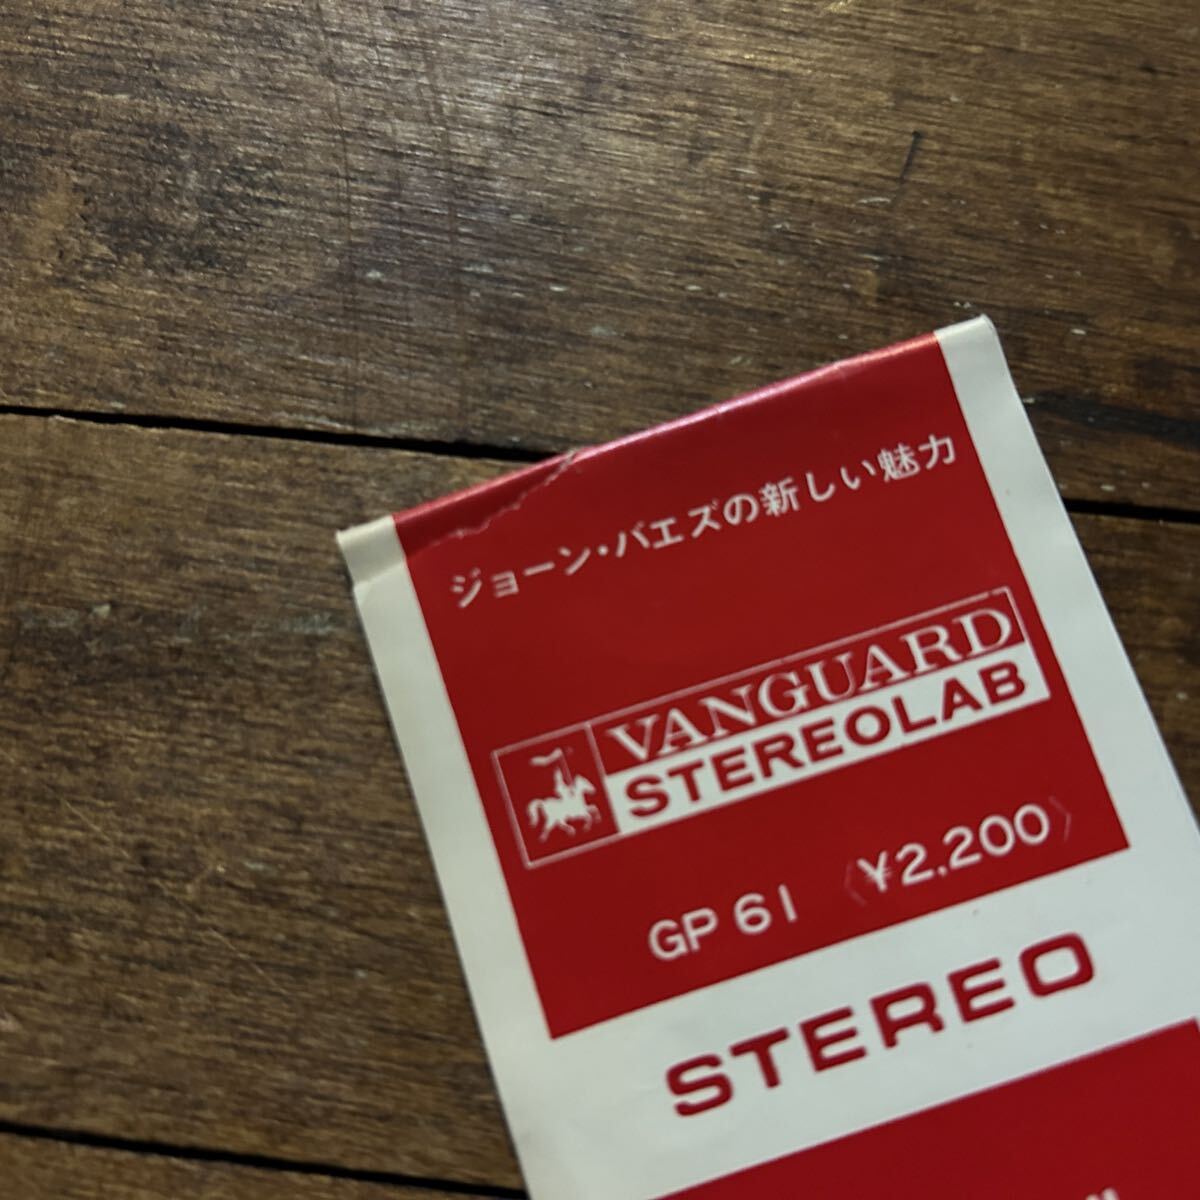 ジョーン・バエズの新しい魅力
VANGUARD
STEREOLAB
GP 61 〈¥2,200〉
STEREO